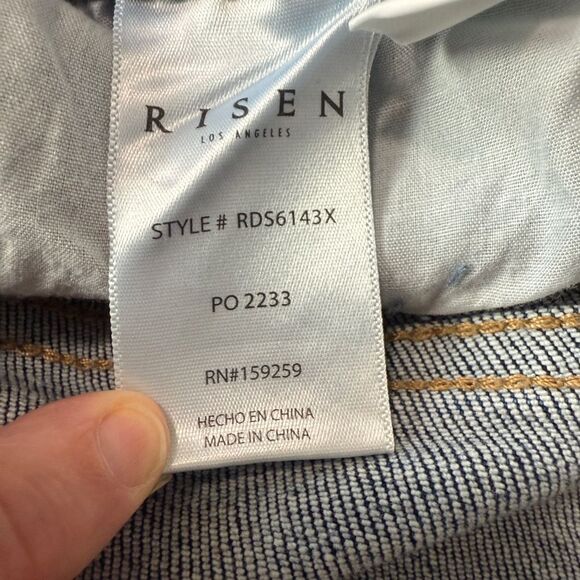 RISEN
LOS ANGELES
STYLE # RDS6143X
PO 2233
RN#159259
HECHO EN CHINA
MADE IN CHINA